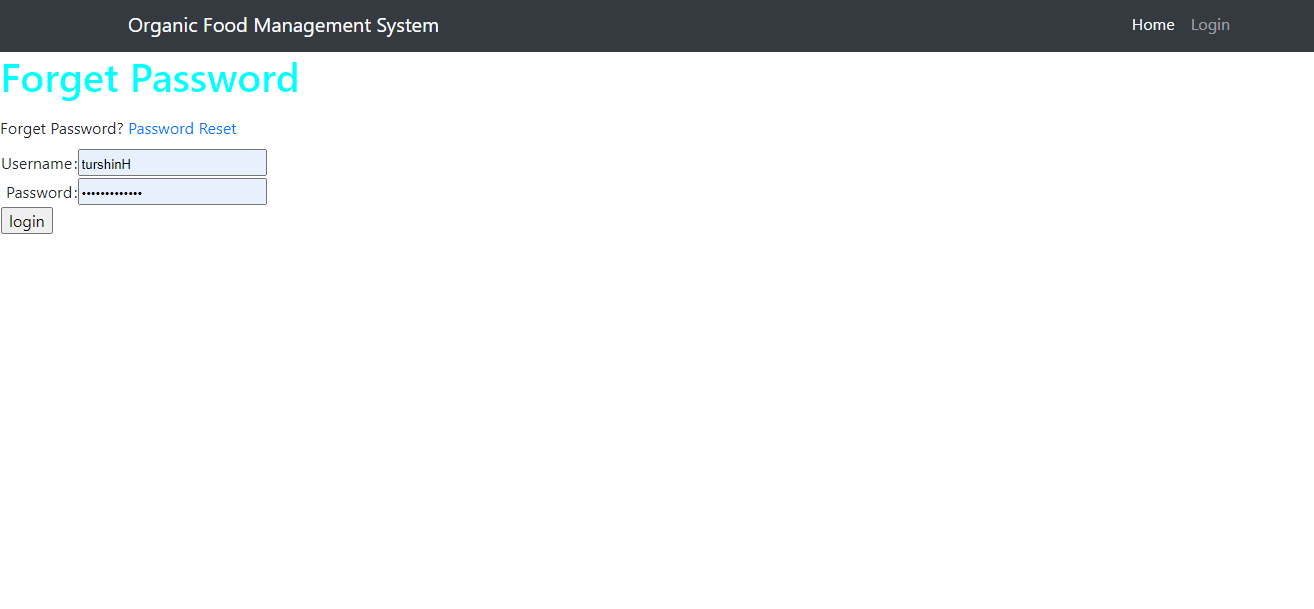 Organic Food Management System Home Login
Forget Password
Forget Password? Password Reset
Username: turshinH
Password: •••••••••••••
login